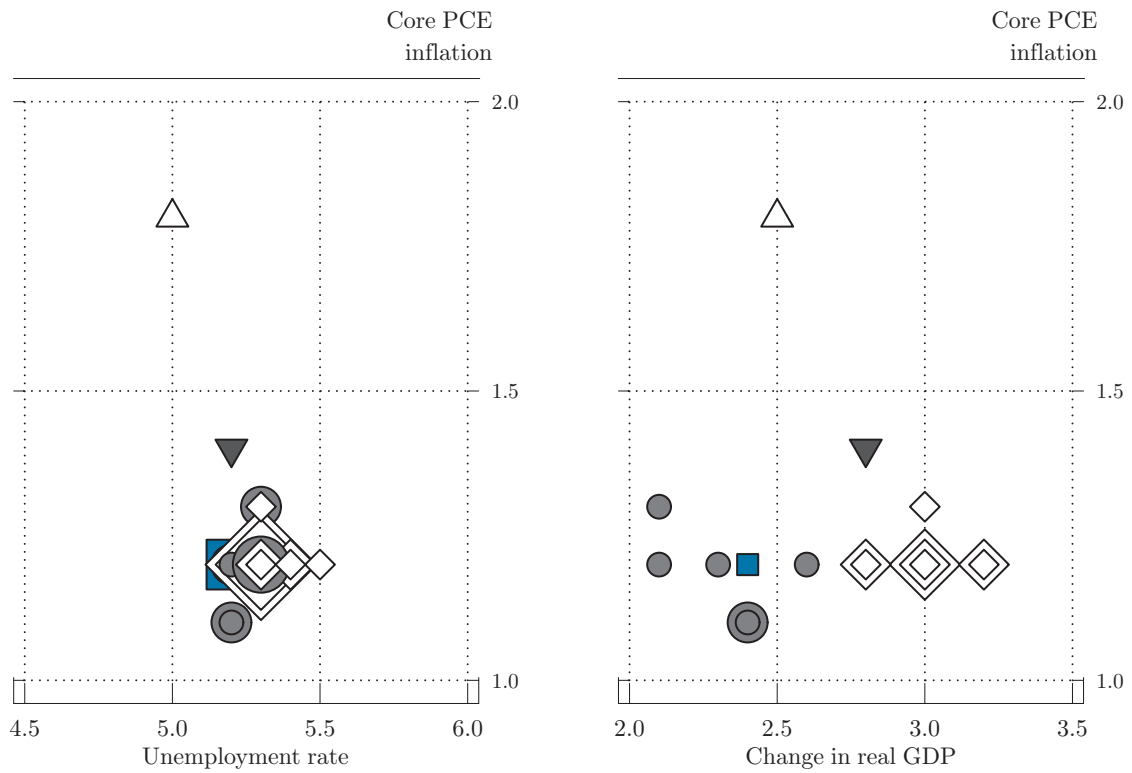 Core PCE
inflation
2.0
1.5
1.0
4.5 5.0 5.5 6.0
Unemployment rate
Core PCE
inflation
2.0
1.5
1.0
2.0 2.5 3.0 3.5
Change in real GDP